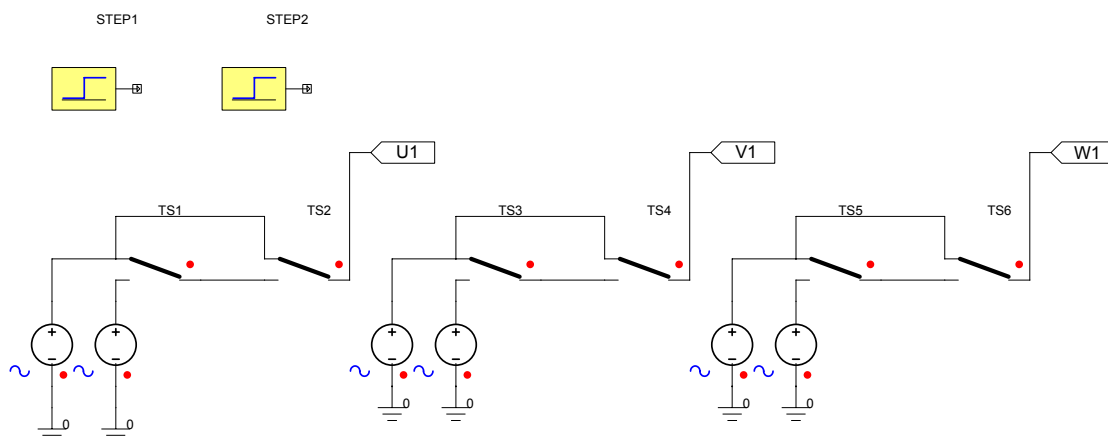 STEP1 STEP2
U1 V1 W1
TS1 TS2 TS3 TS4 TS5 TS6
+ + + + + +
− − − − − −
0 0 0 0 0 0